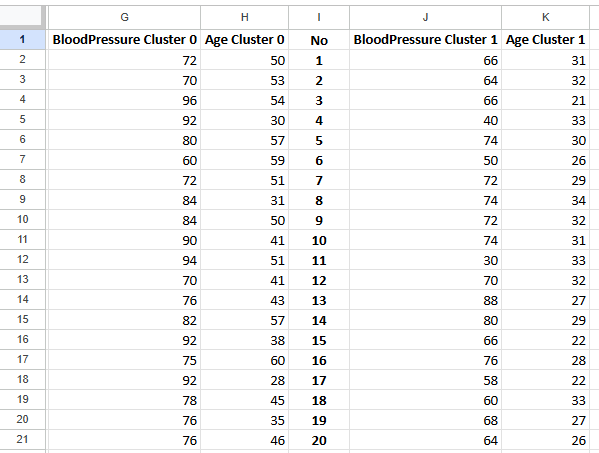 G H I J K
1 BloodPressure Cluster 0 Age Cluster 0 No BloodPressure Cluster 1 Age Cluster 1
2 72 50 1 66 31
3 70 53 2 64 32
4 96 54 3 66 21
5 92 30 4 40 33
6 80 57 5 74 30
7 60 59 6 50 26
8 72 51 7 72 29
9 84 31 8 74 34
10 84 50 9 72 32
11 90 41 10 74 31
12 94 51 11 30 33
13 70 41 12 70 32
14 76 43 13 88 27
15 82 57 14 80 29
16 92 38 15 66 22
17 75 60 16 76 28
18 92 28 17 58 22
19 78 45 18 60 33
20 76 35 19 68 27
21 76 46 20 64 26